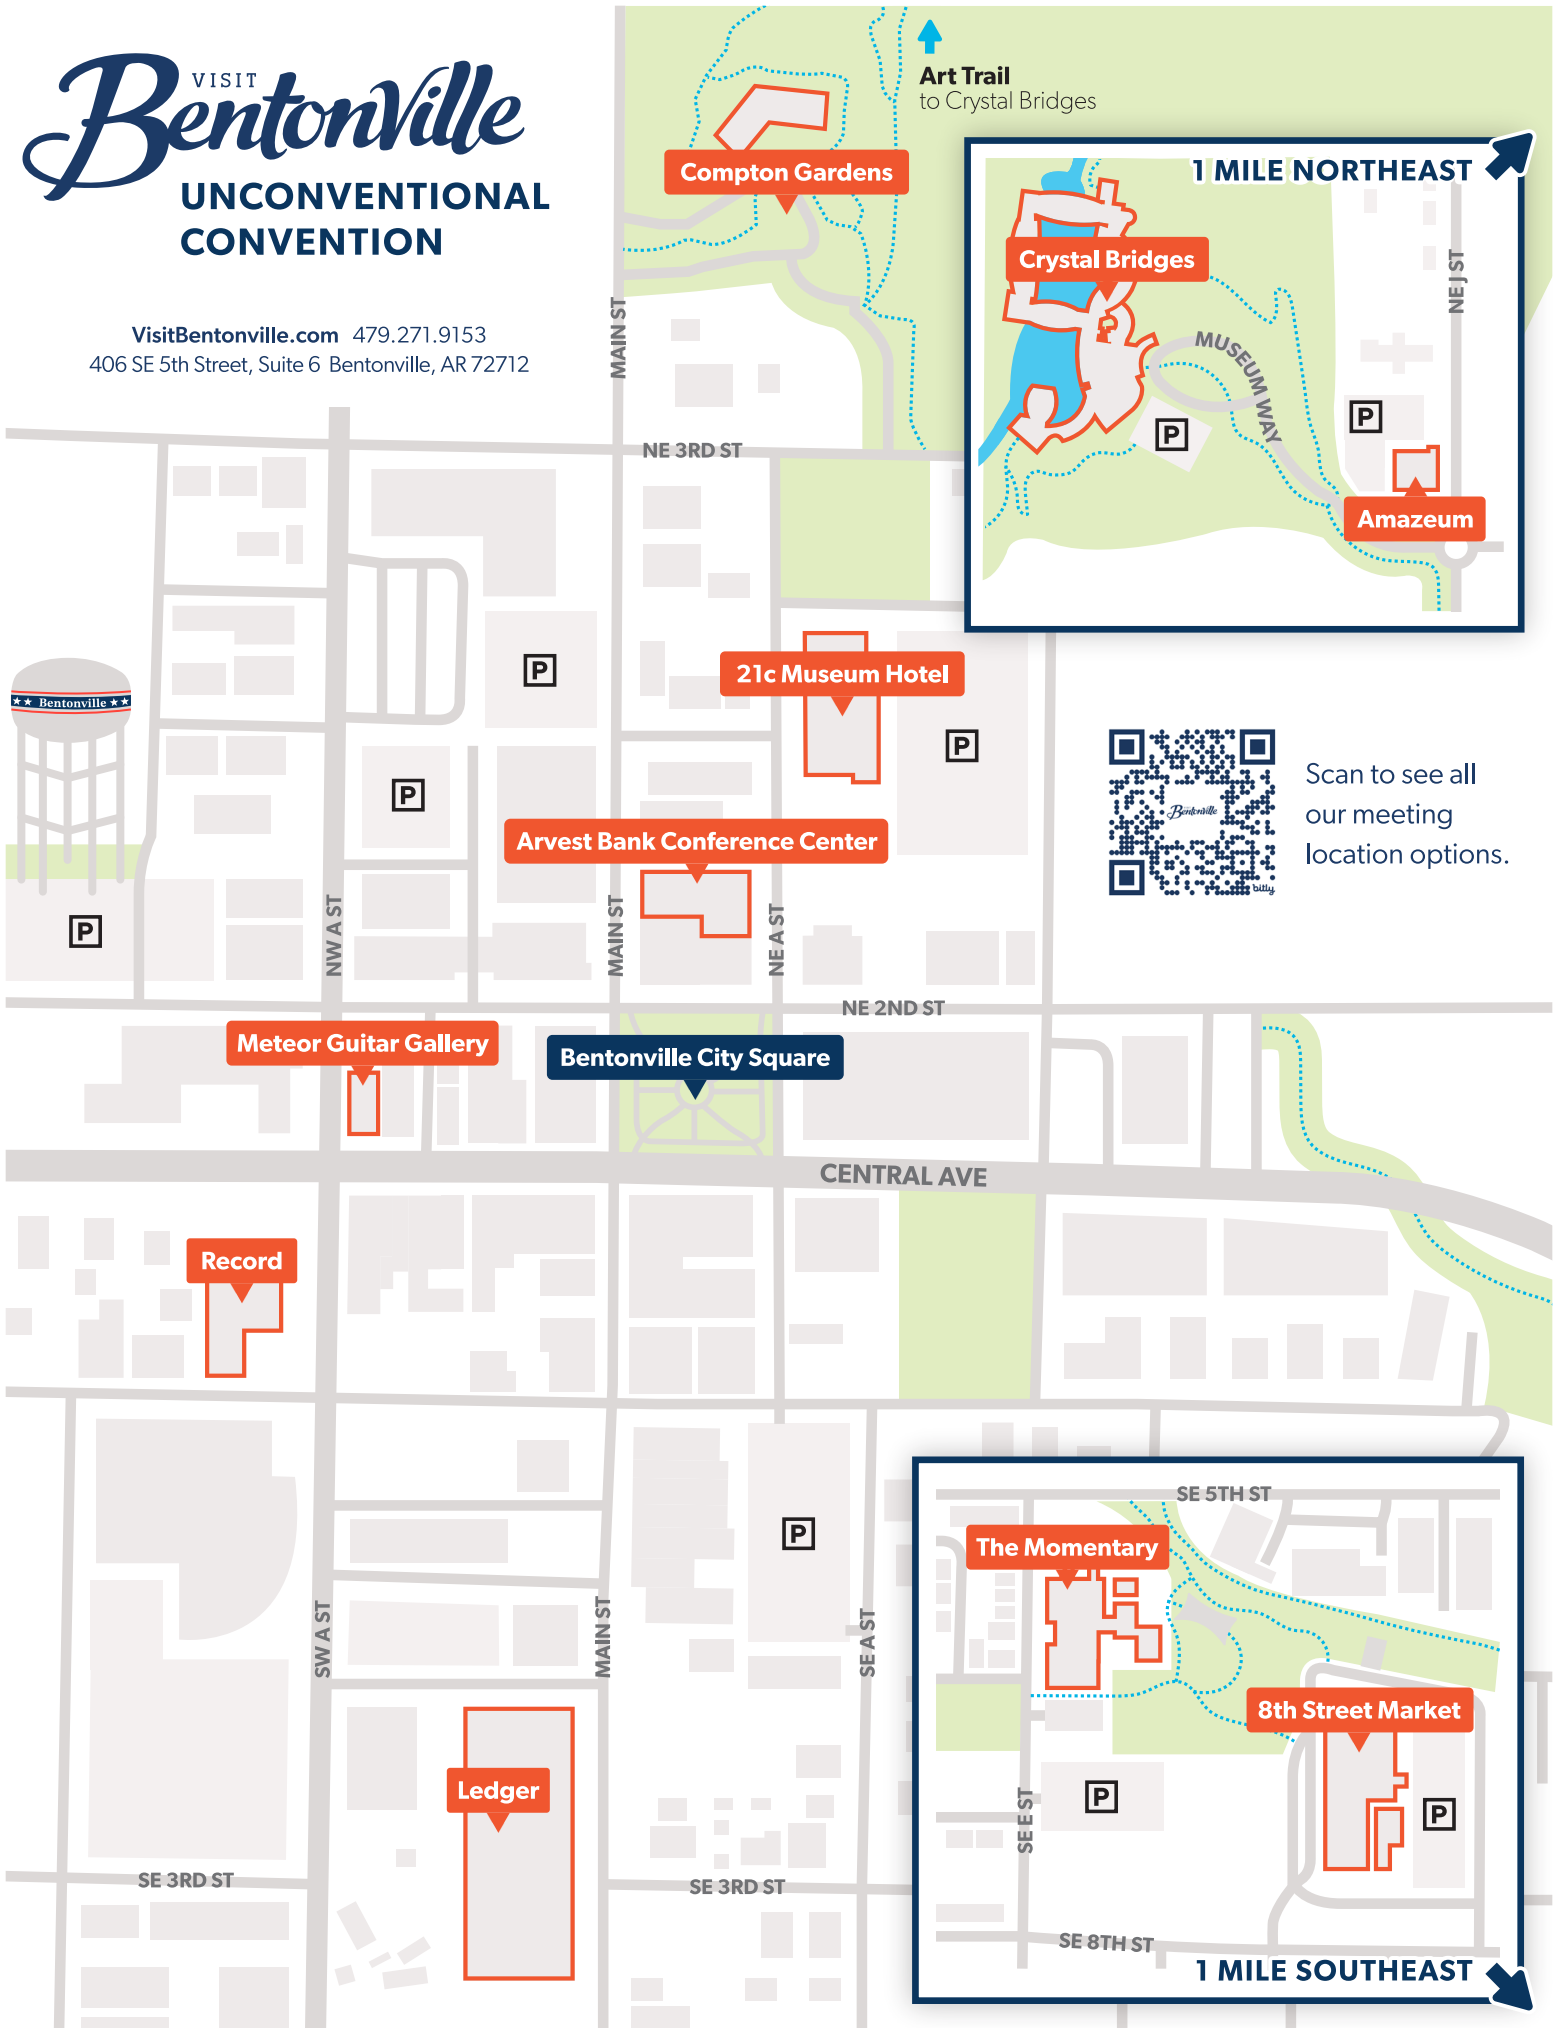 VISIT
Bentonville
UNCONVENTIONAL
CONVENTION
VisitBentonville.com 479.271.9153
406 SE 5th Street, Suite 6 Bentonville, AR 72712
Art Trail
to Crystal Bridges
Compton Gardens
MAIN ST
NE 3RD ST
1 MILE NORTHEAST
Crystal Bridges
MUSEUM WAY
NE J ST
P
P
Amazeum
21c Museum Hotel
P
P
P
Bentonville
P
Arvest Bank Conference Center
Scan to see all
our meeting
location options.
Bentonville
bitly
NW A ST
MAIN ST
NE A ST
NE 2ND ST
Meteor Guitar Gallery
Bentonville City Square
CENTRAL AVE
Record
P
SW A ST
MAIN ST
SE A ST
Ledger
SE 3RD ST
SE 3RD ST
SE 5TH ST
The Momentary
8th Street Market
P
P
SE E ST
SE 8TH ST
1 MILE SOUTHEAST